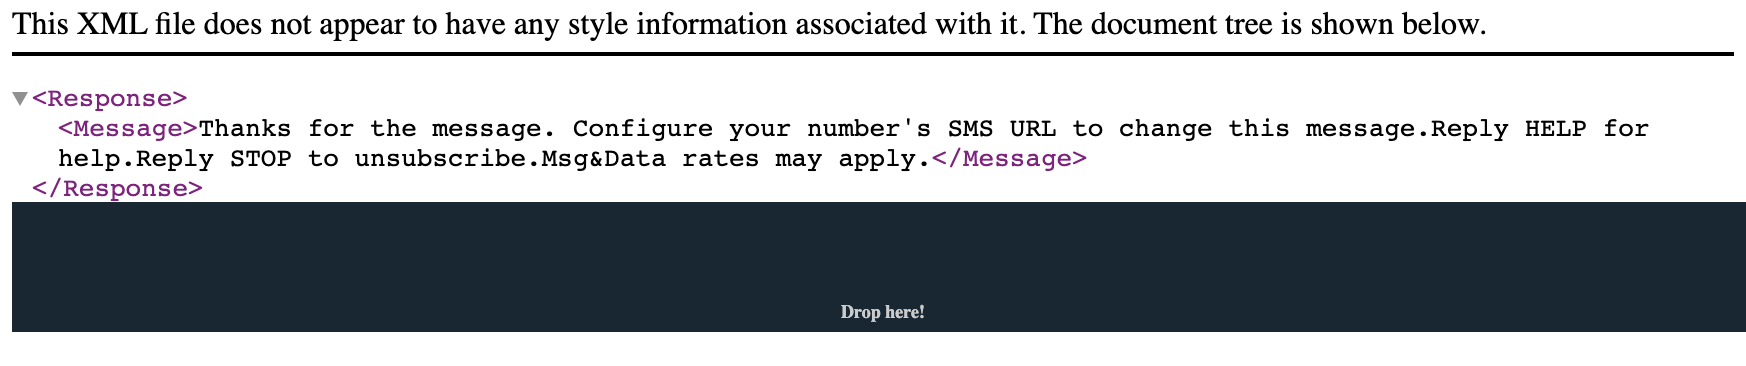 This XML file does not appear to have any style information associated with it. The document tree is shown below.
<Response>
<Message>Thanks for the message. Configure your number's SMS URL to change this message.Reply HELP for
help.Reply STOP to unsubscribe.Msg&Data rates may apply.</Message>
</Response>
Drop here!